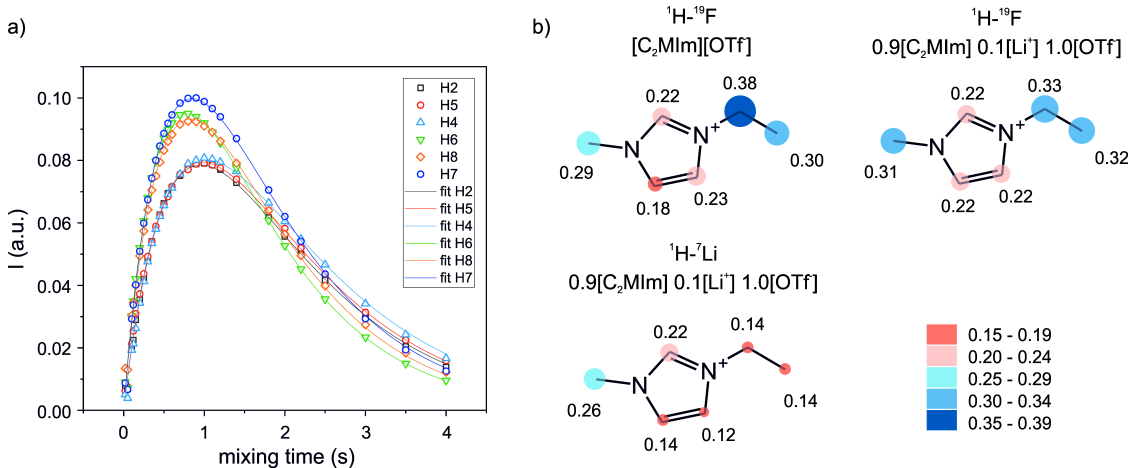 a)
I (a.u.)
0.10
0.08
0.06
0.04
0.02
0.00
0
1
2
3
4
mixing time (s)
H2
H5
H4
H6
H8
H7
fit H2
fit H5
fit H4
fit H6
fit H8
fit H7
b)
¹H-¹⁹F
[C₂MIm][OTf]
0.38
0.22
N
N⁺
0.29
0.30
0.18
0.23
¹H-¹⁹F
0.9[C₂MIm] 0.1[Li⁺] 1.0[OTf]
0.33
0.22
N
N⁺
0.31
0.32
0.22
0.22
¹H-⁷Li
0.9[C₂MIm] 0.1[Li⁺] 1.0[OTf]
0.22
0.14
N
N⁺
0.26
0.14
0.14
0.12
0.15 - 0.19
0.20 - 0.24
0.25 - 0.29
0.30 - 0.34
0.35 - 0.39